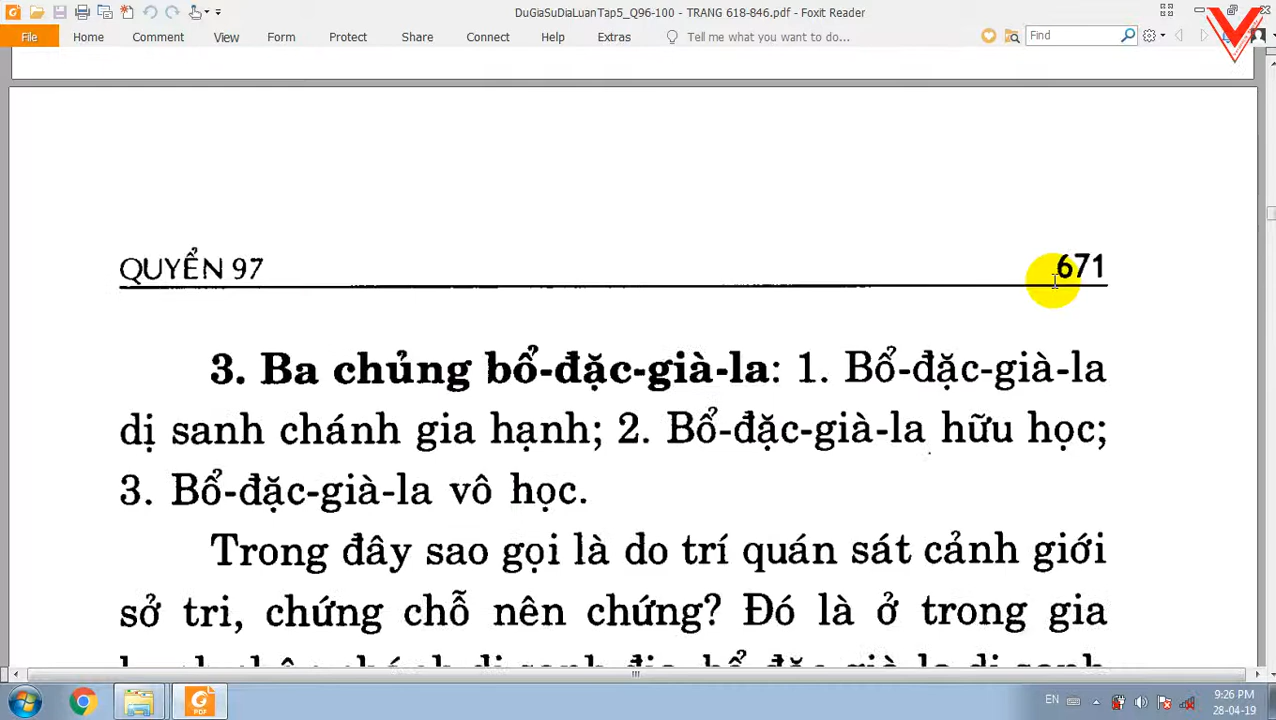 DuGiaSuDiaLuanTap5_Q96-100 - TRANG 68-846.pdf - Foxit Reader
File Home Comment View Form Protect Share Connect Help Extras Tell me what you want to do... Find
QUYỂN 97 671
3. Ba chủng bổ-đặc-già-la: 1. Bổ-đặc-già-la
dị sanh chánh gia hạnh; 2. Bổ-đặc-già-la hữu học;
3. Bổ-đặc-già-la vô học.
Trong đây sao gọi là do trí quán sát cảnh giới
sở tri, chứng chỗ nên chứng? Đó là ở trong gia
EN 9:26 PM
28-04-19